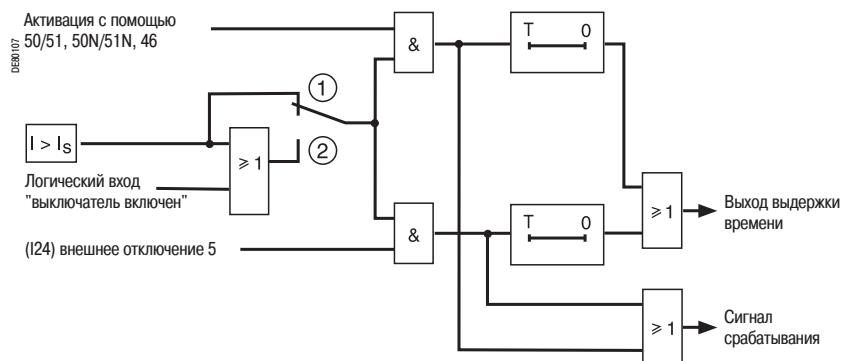 Активация с помощью
50/51, 50N/51N, 46
DE80107
&
T 0
1
I > Is
≥ 1
2
Логический вход
"выключатель включен"
(I24) внешнее отключение 5
&
T 0
≥ 1
Выход выдержки
времени
≥ 1
Сигнал
срабатывания